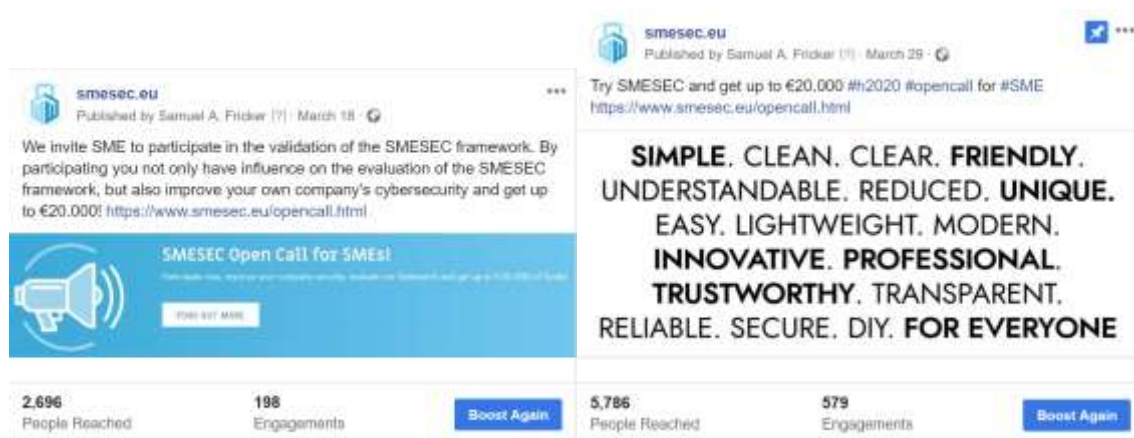 smesec.eu
Published by Samuel A. Fricker [?] · March 18 ·
We invite SME to participate in the validation of the SMESEC framework. By
participating you not only have influence on the evaluation of the SMESEC
framework, but also improve your own company's cybersecurity and get up
to €20.000! https://www.smesec.eu/opencall.html
SMESEC Open Call for SMEs!
FIND OUT MORE
2,696
People Reached
198
Engagements
Boost Again
smesec.eu
Published by Samuel A. Fricker [?] · March 29 ·
Try SMESEC and get up to €20.000 #h2020 #opencall for #SME
https://www.smesec.eu/opencall.html
SIMPLE. CLEAN. CLEAR. FRIENDLY.
UNDERSTANDABLE. REDUCED. UNIQUE.
EASY. LIGHTWEIGHT. MODERN.
INNOVATIVE. PROFESSIONAL.
TRUSTWORTHY. TRANSPARENT.
RELIABLE. SECURE. DIY. FOR EVERYONE
5,786
People Reached
579
Engagements
Boost Again